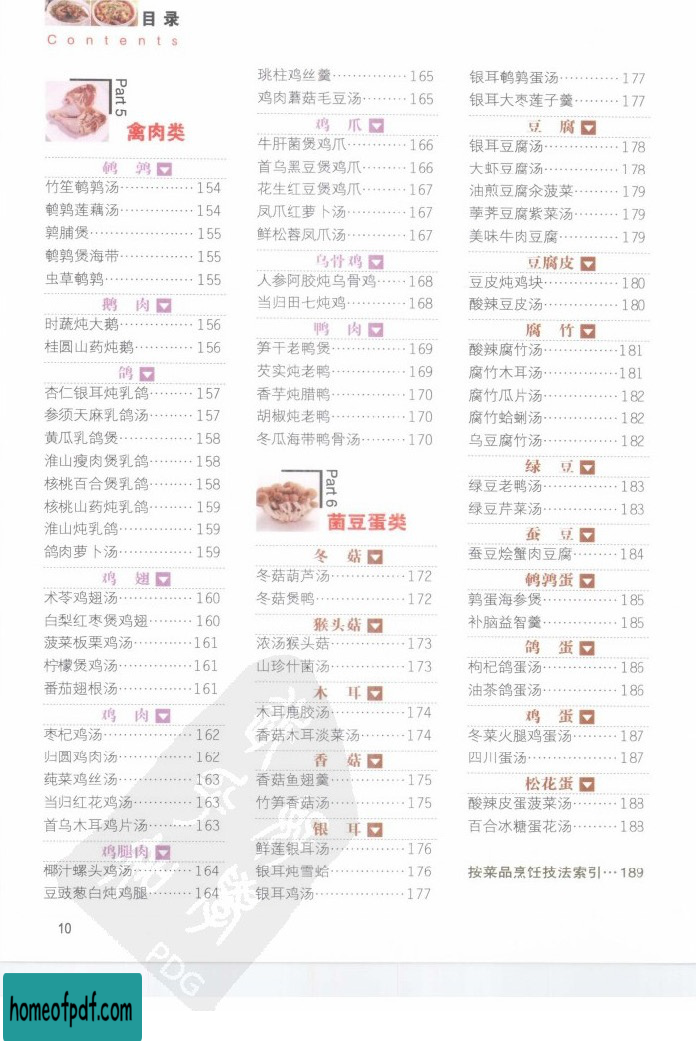 目录
Contents
Part 5
禽肉类
鹌 鹑
竹笙鹌鹑汤……………154
鹌鹑莲藕汤……………154
鹑脯煲…………………155
鹌鹑煲海带……………155
虫草鹌鹑………………155
鹅 肉
时蔬炖大鹅……………156
桂圆山药炖鹅…………156
鸽
杏仁银耳炖乳鸽………157
参须天麻乳鸽汤………157
黄瓜乳鸽煲……………158
淮山瘦肉煲乳鸽………158
核桃百合煲乳鸽………158
核桃山药炖乳鸽………159
淮山炖乳鸽……………159
鸽肉萝卜汤……………159
鸡 翅
术苓鸡翅汤……………160
白梨红枣煲鸡翅………160
菠菜板栗鸡汤…………161
柠檬煲鸡汤……………161
番茄翅根汤……………161
鸡 肉
枣杞鸡汤………………162
归圆鸡肉汤……………162
莼菜鸡丝汤……………163
当归红花鸡汤…………163
首乌木耳鸡片汤………163
鸡腿肉
椰汁螺头鸡汤…………164
豆豉葱白炖鸡腿………164
珧柱鸡丝羹……………165
鸡肉蘑菇毛豆汤………165
鸡 爪
牛肝菌煲鸡爪…………166
首乌黑豆煲鸡爪………166
花生红豆煲鸡爪………167
凤爪红萝卜汤…………167
鲜松蓉凤爪汤…………167
乌骨鸡
人参阿胶炖乌骨鸡……168
当归田七炖鸡…………168
鸭 肉
笋干老鸭煲……………169
芡实炖老鸭……………169
香芋炖腊鸭……………170
胡椒炖老鸭……………170
冬瓜海带鸭骨汤………170
Part 6
菌豆蛋类
冬 菇
冬菇葫芦汤……………172
冬菇煲鸭………………172
猴头菇
浓汤猴头菇……………173
山珍什菌汤……………173
木 耳
木耳鹿胶汤……………174
香菇木耳淡菜汤………174
香 菇
香菇鱼翅羹……………175
竹笋香菇汤……………175
银 耳
鲜莲银耳汤……………176
银耳炖雪蛤……………176
银耳鸡汤………………177
银耳鹌鹑蛋汤…………177
银耳大枣莲子羹………177
豆 腐
银耳豆腐汤……………178
大虾豆腐汤……………178
油煎豆腐汆菠菜………179
荸荠豆腐紫菜汤………179
美味牛肉豆腐…………179
豆腐皮
豆皮炖鸡块……………180
酸辣豆皮汤……………180
腐 竹
酸辣腐竹汤……………181
腐竹木耳汤……………181
腐竹瓜片汤……………182
腐竹蛤蜊汤……………182
乌豆腐竹汤……………182
绿 豆
绿豆老鸭汤……………183
绿豆芹菜汤……………183
蚕 豆
蚕豆烩蟹肉豆腐………184
鹌鹑蛋
鹑蛋海参煲……………185
补脑益智羹……………185
鸽 蛋
枸杞鸽蛋汤……………186
油茶鸽蛋汤……………186
鸡 蛋
冬菜火腿鸡蛋汤………187
四川蛋汤………………187
松花蛋
酸辣皮蛋菠菜汤………188
百合冰糖蛋花汤………188
按菜品烹饪技法索引…189
10
PDG
homeofpdf.com